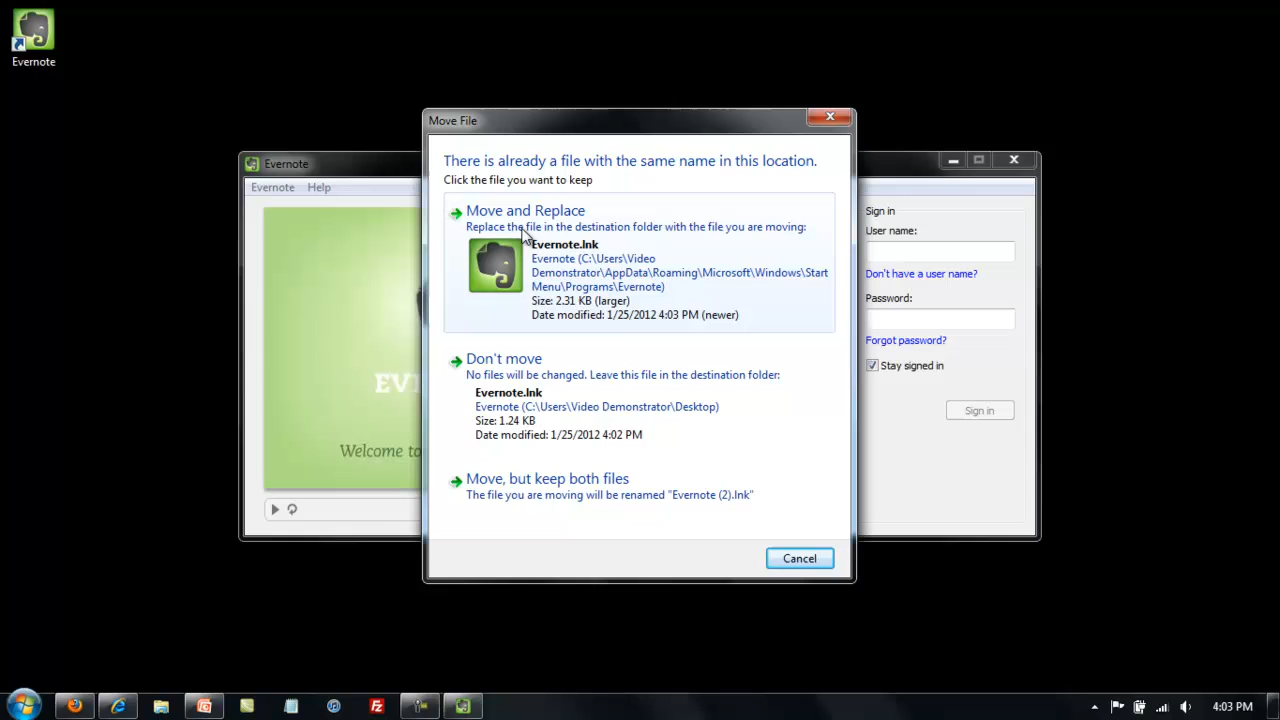 Evernote
Move File
There is already a file with the same name in this location.
Click the file you want to keep
Move and Replace
Replace the file in the destination folder with the file you are moving:
Evernote.lnk
Evernote (C:\Users\Video
Demonstrator\AppData\Roaming\Microsoft\Windows\Start
Menu\Programs\Evernote)
Size: 2.31 KB (larger)
Date modified: 1/25/2012 4:03 PM (newer)
Don't move
No files will be changed. Leave this file in the destination folder:
Evernote.lnk
Evernote (C:\Users\Video Demonstrator\Desktop)
Size: 1.24 KB
Date modified: 1/25/2012 4:02 PM
Move, but keep both files
The file you are moving will be renamed "Evernote (2).lnk"
Cancel
Evernote
Evernote Help
EV
Welcome to
Sign in
User name:
Don't have a user name?
Password:
Forgot password?
Stay signed in
Sign in
4:03 PM